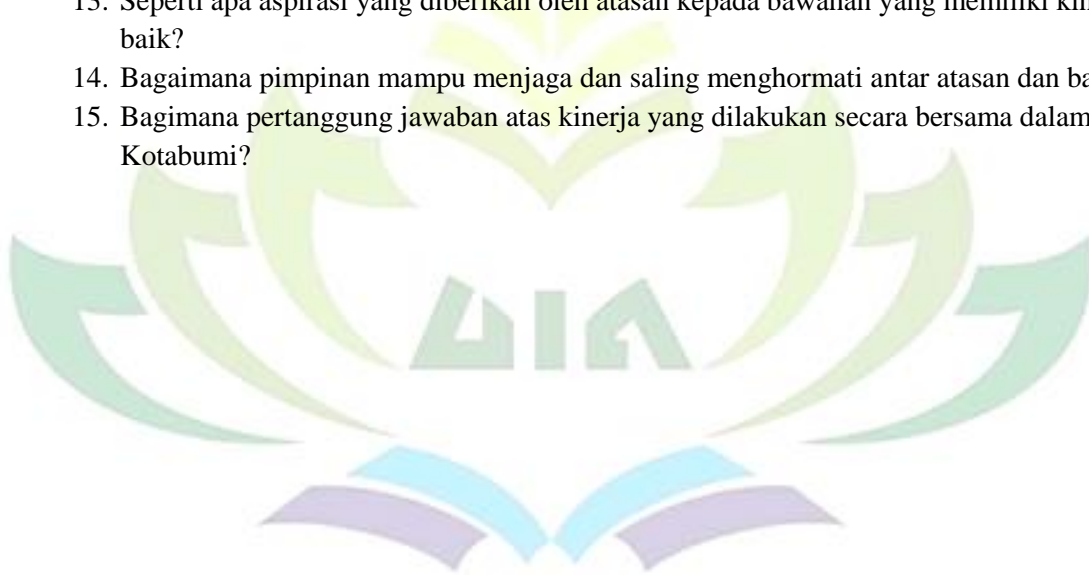 13. Seperti apa aspirasi yang diberikan oleh atasan kepada bawahan yang memiliki
baik?
14. Bagaimana pimpinan mampu menjaga dan saling menghormati antar atasan dan
15. Bagimana pertanggung jawaban atas kinerja yang dilakukan secara bersama dalam
Kotabumi?